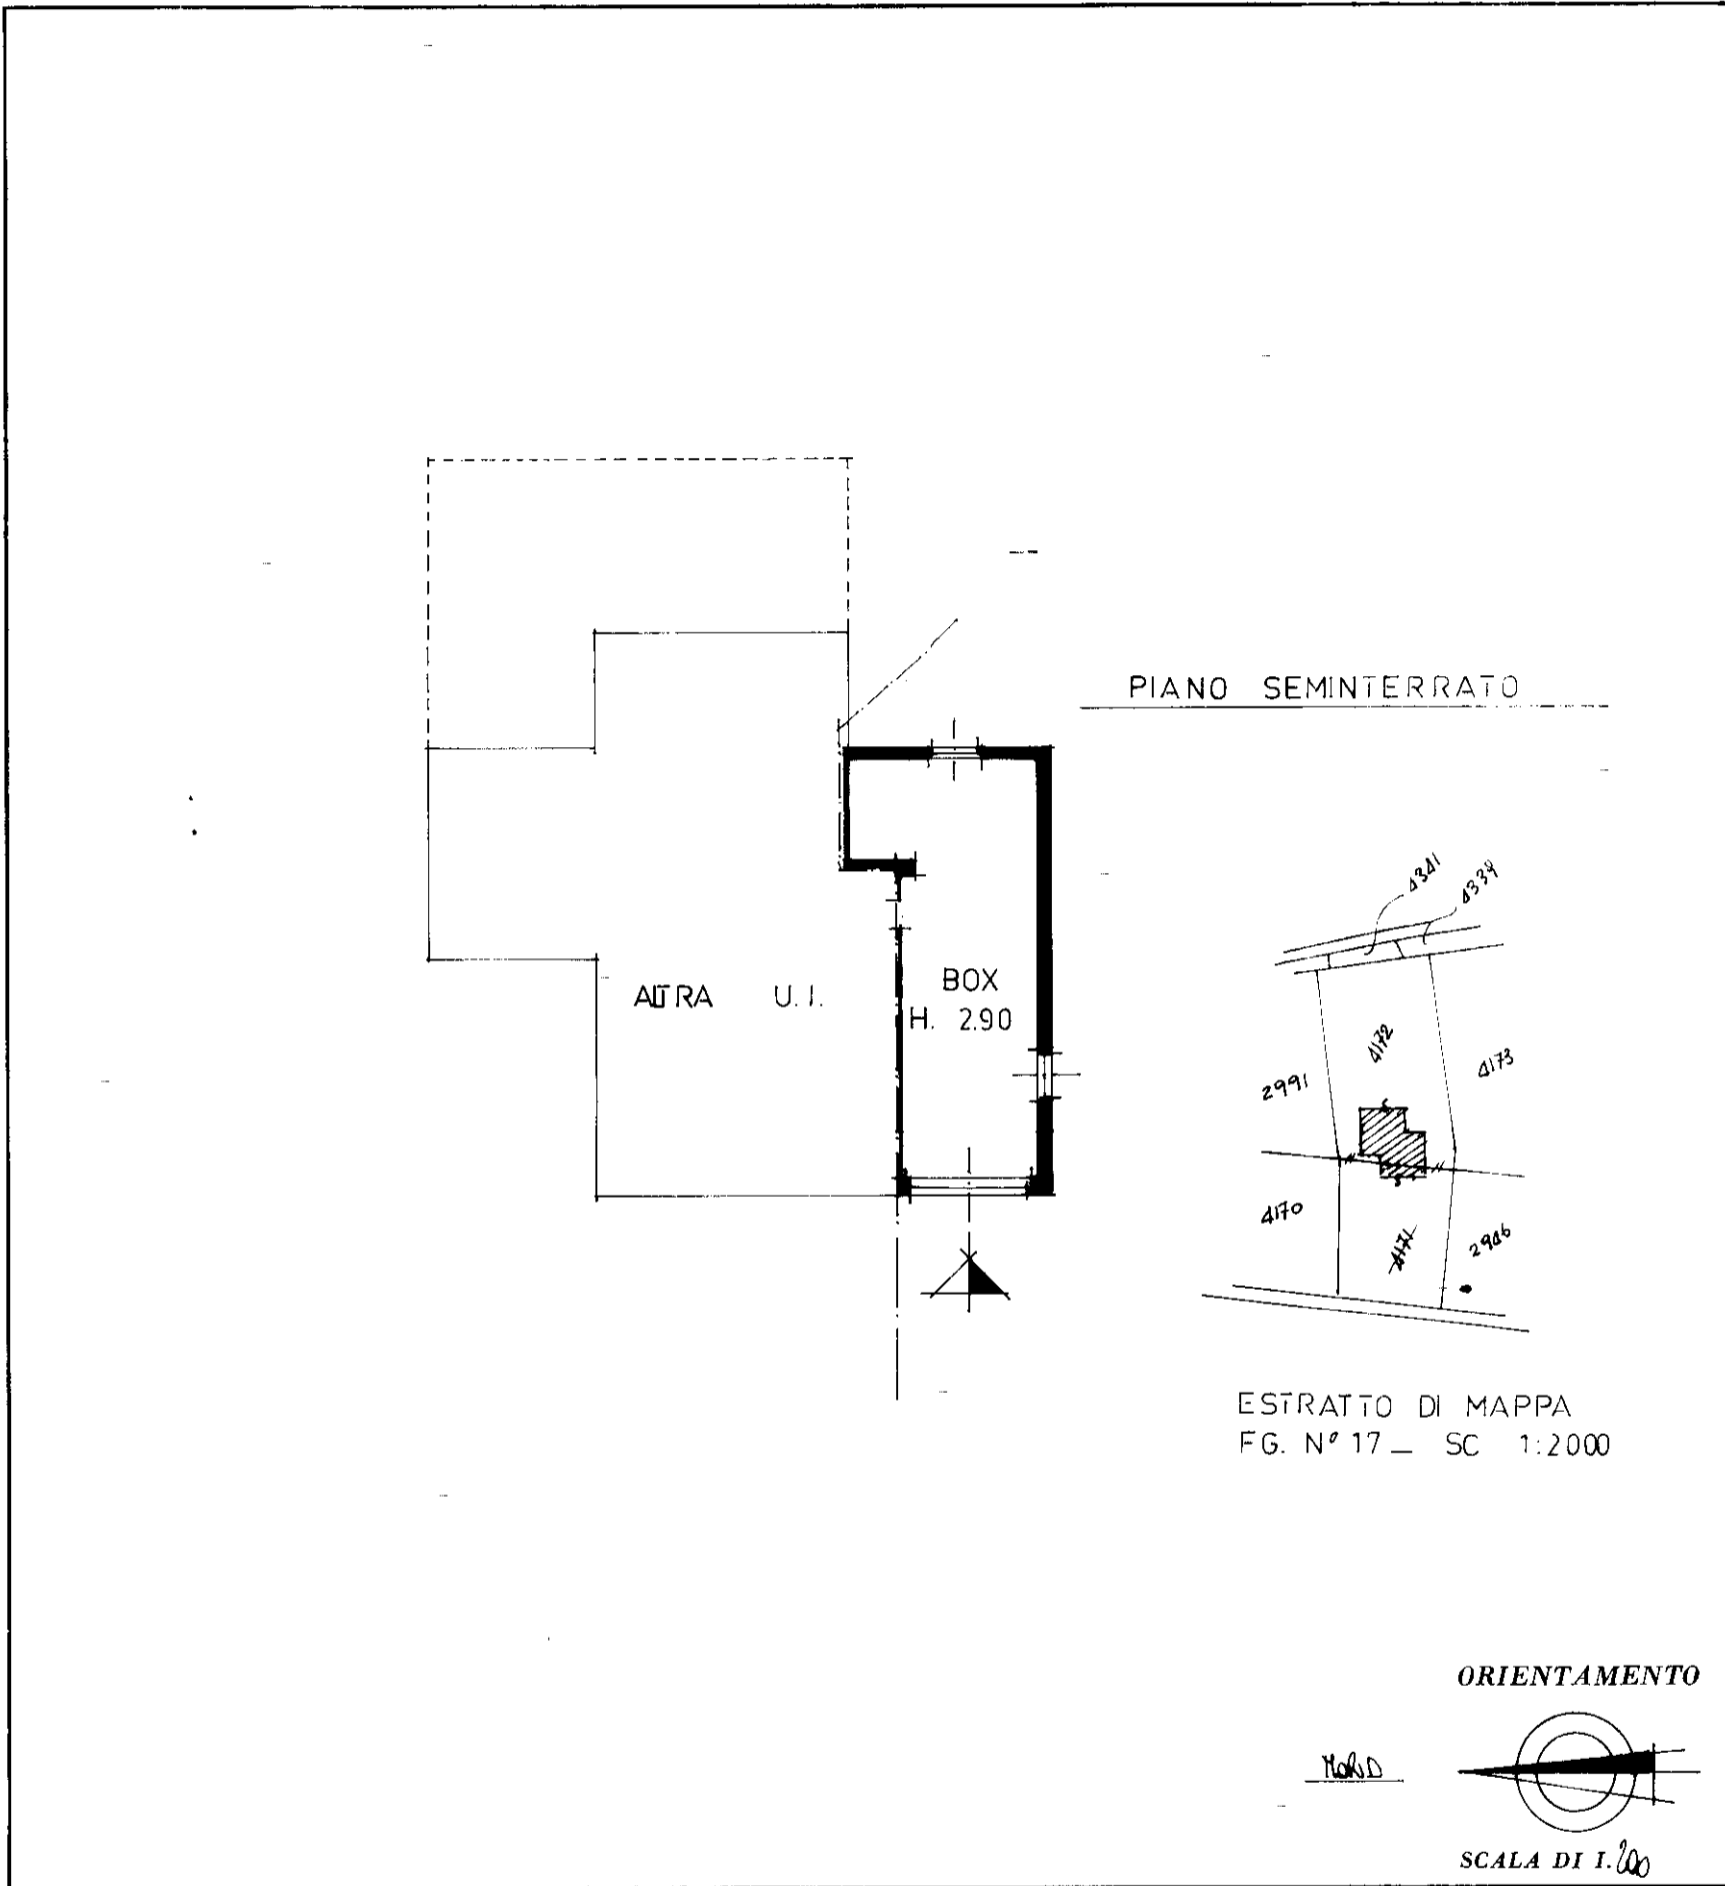 PIANO SEMINTERRATO
ALTRA U.I.
BOX
H. 2.90
4341
4339
4172
4173
2991
4170
4171
2946
ESTRATTO DI MAPPA
FG. N° 17 _ SC 1:2000
ORIENTAMENTO
NORD
SCALA DI 1:200